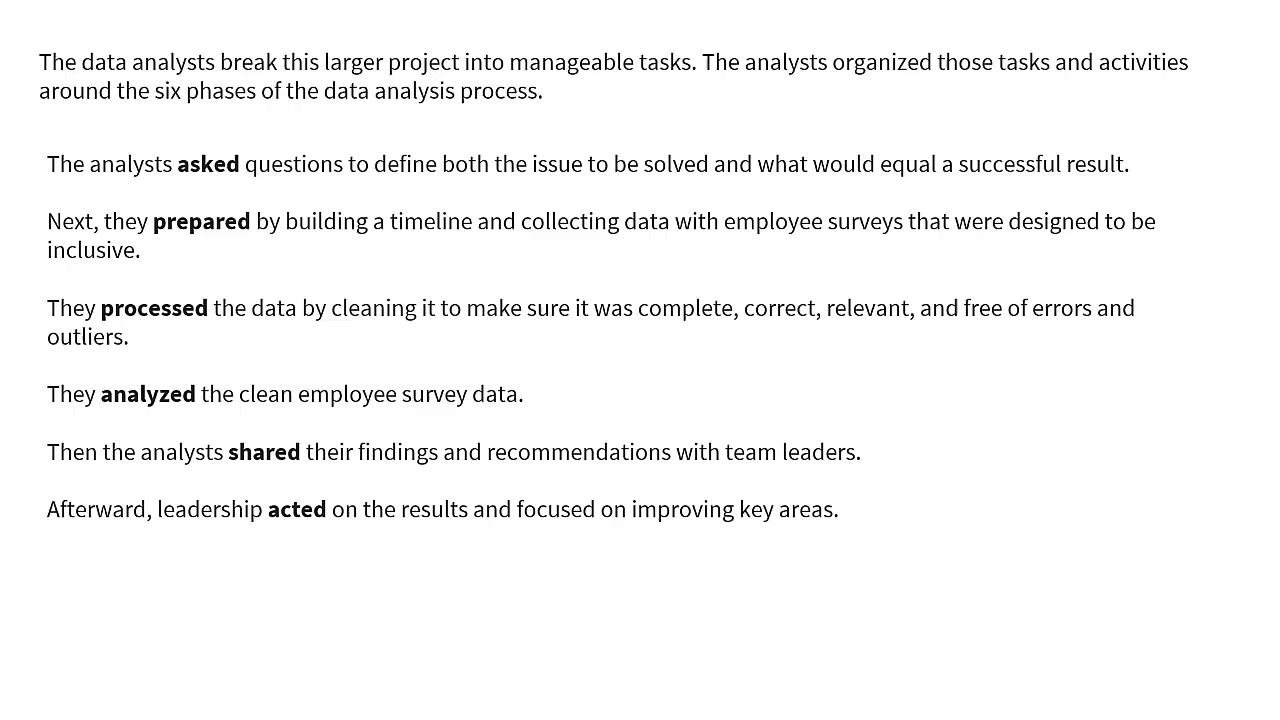 The data analysts break this larger project into manageable tasks. The analysts organized those tasks and activities
around the six phases of the data analysis process.
The analysts asked questions to define both the issue to be solved and what would equal a successful result.
Next, they prepared by building a timeline and collecting data with employee surveys that were designed to be
inclusive.
They processed the data by cleaning it to make sure it was complete, correct, relevant, and free of errors and
outliers.
They analyzed the clean employee survey data.
Then the analysts shared their findings and recommendations with team leaders.
Afterward, leadership acted on the results and focused on improving key areas.